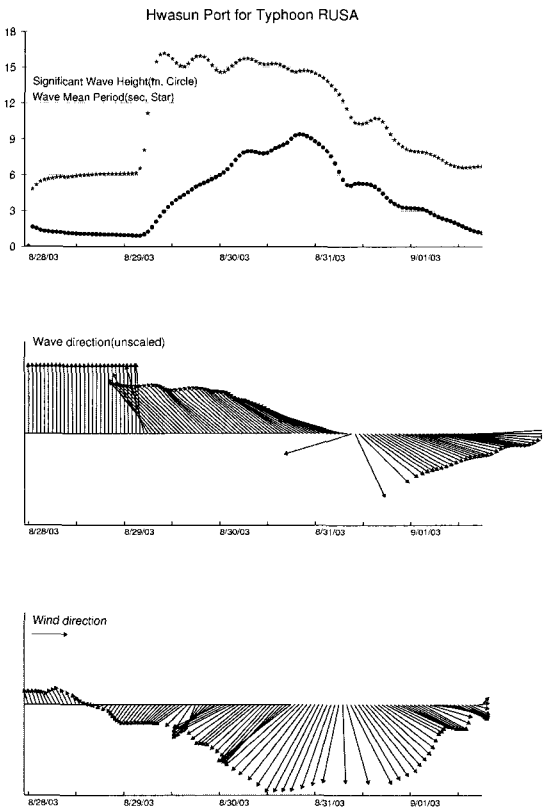 Hwasun Port for Typhoon RUSA
18
15
Significant Wave Height(m, Circle)
12
Wave Mean Period(sec, Star)
9
6
3
0
8/28/03 8/29/03 8/30/03 8/31/03 9/01/03
Wave direction(unscaled)
8/28/03 8/29/03 8/30/03 8/31/03 9/01/03
Wind direction
8/28/03 8/29/03 8/30/03 8/31/03 9/01/03